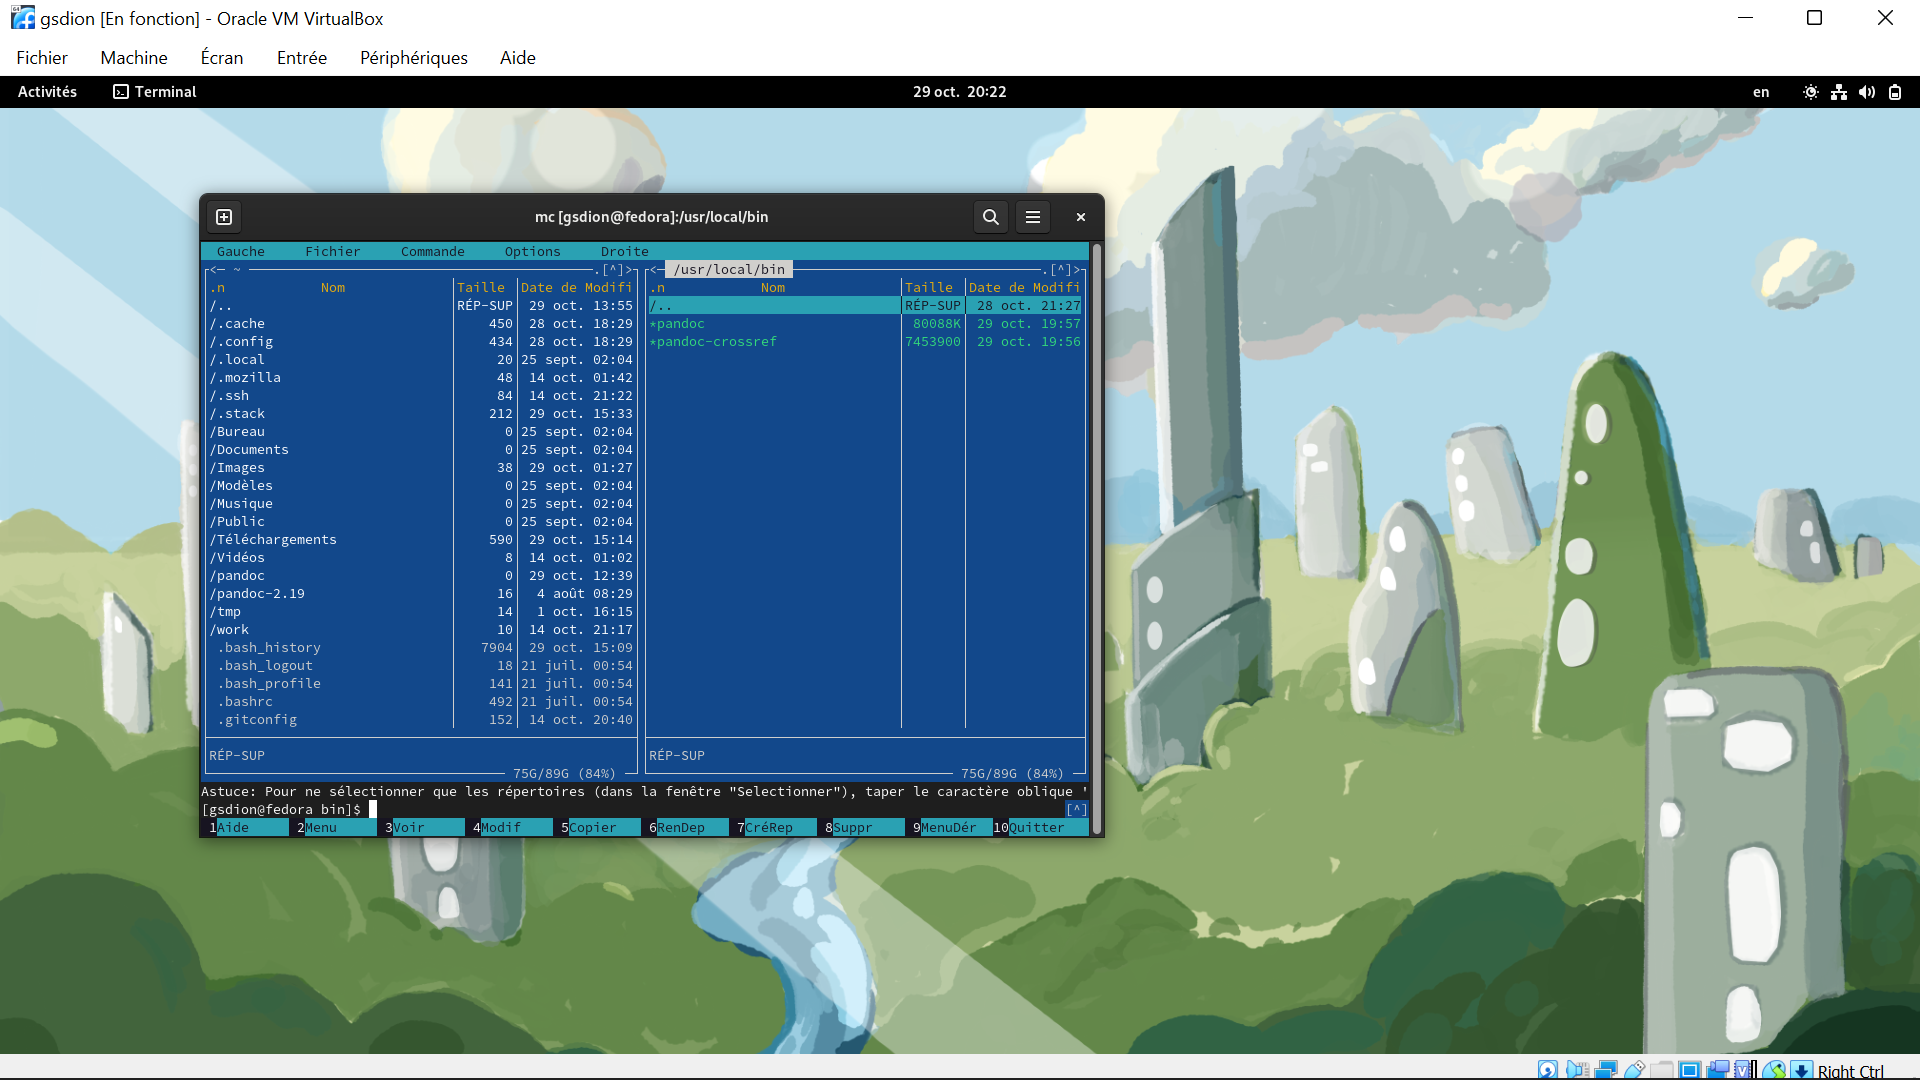 gsdion [En fonction] - Oracle VM VirtualBox
Fichier Machine Écran Entrée Périphériques Aide
Activités Terminal 29 oct. 20:22 en
mc [gsdion@fedora]:/usr/local/bin
Gauche Fichier Commande Options Droite
<─ ~ .[^]> <─ /usr/local/bin .[^]>
.n Nom Taille Date de Modifi .n Nom Taille Date de Modifi
/.. RÉP-SUP 29 oct. 13:55 /.. RÉP-SUP 28 oct. 21:27
/.cache 450 28 oct. 18:29 *pandoc 80088K 29 oct. 19:57
/.config 434 28 oct. 18:29 *pandoc-crossref 7453900 29 oct. 19:56
/.local 20 25 sept. 02:04
/.mozilla 48 14 oct. 01:42
/.ssh 84 14 oct. 21:22
/.stack 212 29 oct. 15:33
/Bureau 0 25 sept. 02:04
/Documents 0 25 sept. 02:04
/Images 38 29 oct. 01:27
/Modèles 0 25 sept. 02:04
/Musique 0 25 sept. 02:04
/Public 0 25 sept. 02:04
/Téléchargements 590 29 oct. 15:14
/Vidéos 8 14 oct. 01:02
/pandoc 0 29 oct. 12:39
/pandoc-2.19 16 4 août 08:29
/tmp 14 1 oct. 16:15
/work 10 14 oct. 21:17
.bash_history 7904 29 oct. 15:09
.bash_logout 18 21 juil. 00:54
.bash_profile 141 21 juil. 00:54
.bashrc 492 21 juil. 00:54
.gitconfig 152 14 oct. 20:40
RÉP-SUP RÉP-SUP
75G/89G (84%) 75G/89G (84%)
Astuce: Pour ne sélectionner que les répertoires (dans la fenêtre "Selectionner"), taper le caractère oblique '
[gsdion@fedora bin]$ [^]
1Aide 2Menu 3Voir 4Modif 5Copier 6RenDep 7CréRep 8Suppr 9MenuDér 10Quitter
Right Ctrl